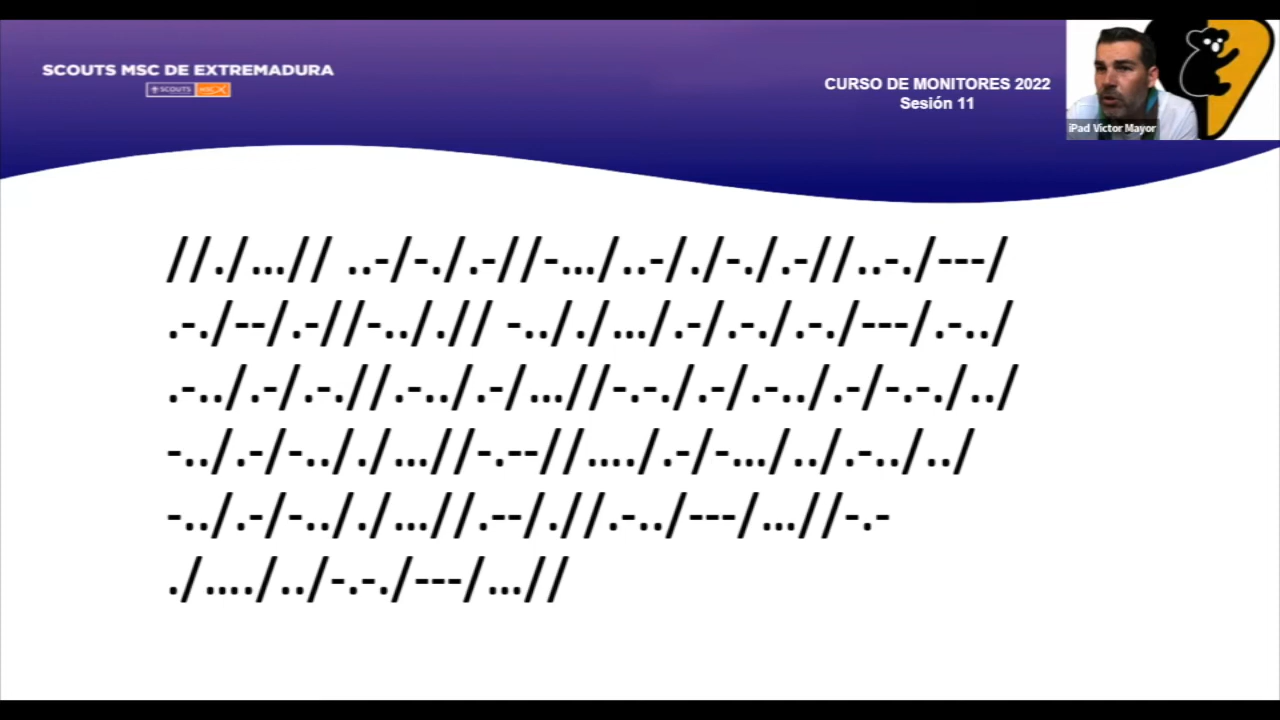 SCOUTS MSC DE EXTREMADURA
SCOUTS MSC
CURSO DE MONITORES 2022
Sesión 11
iPad Victor Mayor
//./...// ..-/-././.-//-.../..-/./-././.-//..-./---/
.-./--/.-//-../.// -.././.../.-/.-./.-./---/.-../
.-../.-/.-.//.-../.-/...//-.-./.-/.-../.-/-.-./../
-../.-/-.././...//-.--//..../.-/-.../../.-../../
-../.-/-.././...//.--/.//.-../---/...//-.-
./..../../-.-./---/...//